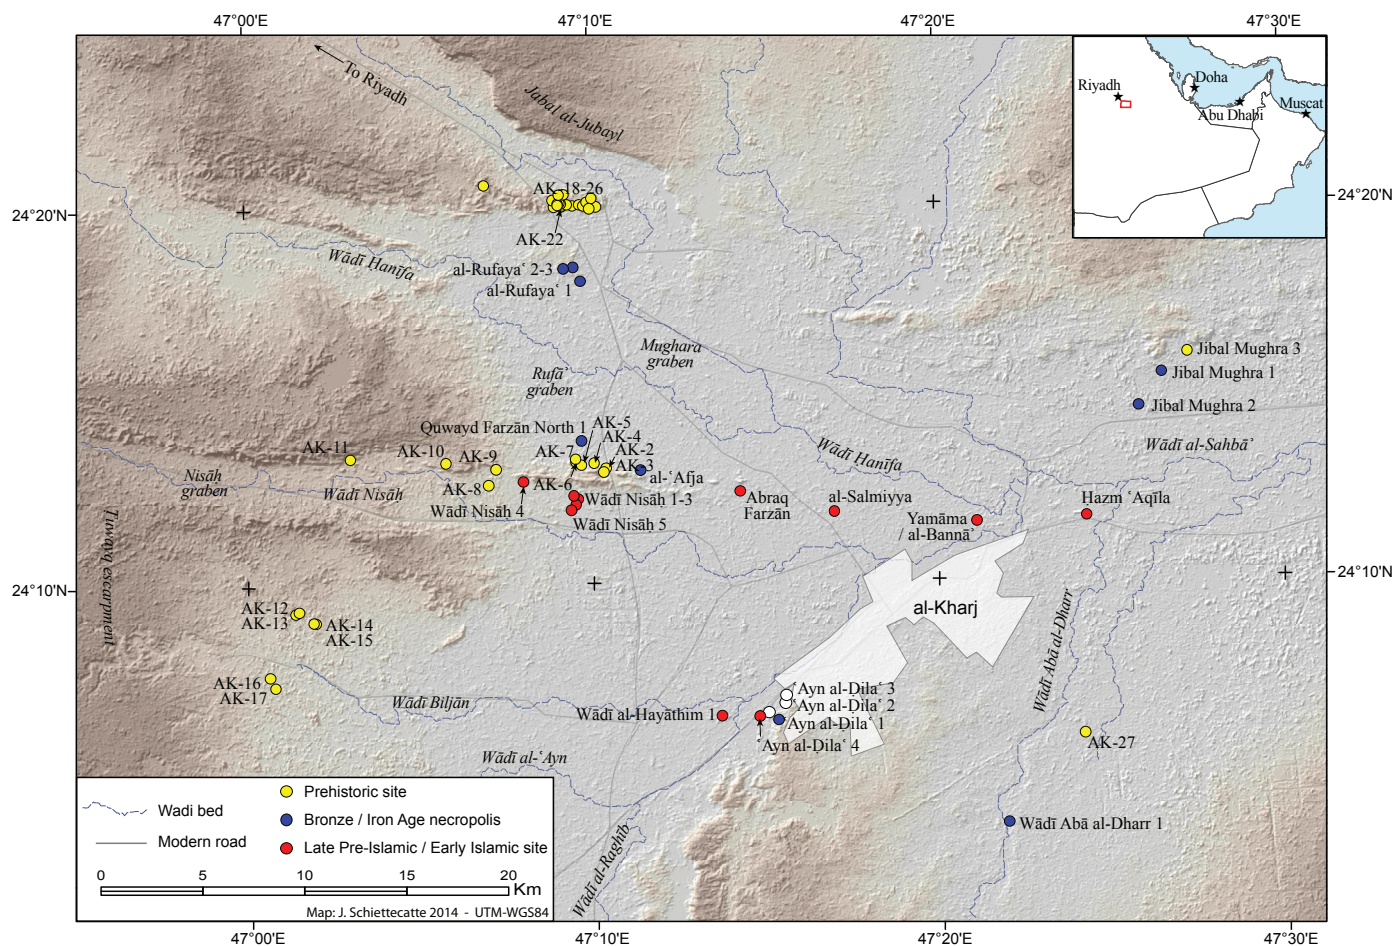 47°00'E
47°10'E
47°20'E
47°30'E
To Riyadh
Jabal al-Jubayl
Riyadh
Doha
Abu Dhabi
Muscat
24°20'N
24°20'N
AK-18-26
AK-22
Wādī Ḥanīfa
al-Rufayaʿ 2-3
al-Rufayaʿ 1
Mughara
graben
Rufāʿ
graben
Jibal Mughra 3
Jibal Mughra 1
Jibal Mughra 2
Quwayd Farzān North 1
AK-5
AK-4
AK-2
AK-3
AK-7
AK-6
al-ʿAfja
AK-11
AK-10
AK-9
AK-8
Nisāḥ
graben
Wādī Nisāḥ
Wādī Nisāḥ 4
Wādī Nisāḥ 1-3
Wādī Nisāḥ 5
Wādī Ḥanīfa
Wādī al-Sahbāʾ
Abraq
Farzān
al-Salmiyya
Yamāma
/ al-Bannāʾ
Ḥazm ʿAqīla
Tuwayq escarpment
24°10'N
24°10'N
al-Kharj
AK-12
AK-13
AK-14
AK-15
AK-16
AK-17
Wādī Biljān
Wādī al-Hayāthim 1
ʿAyn al-Ḍilaʿ 3
ʿAyn al-Ḍilaʿ 2
ʿAyn al-Ḍilaʿ 1
ʿAyn al-Ḍilaʿ 4
Wādī Abā al-Dharr
AK-27
Wādī al-ʿAyn
Wādī al-Raghīb
Wādī Abā al-Dharr 1
Wadi bed
Modern road
Prehistoric site
Bronze / Iron Age necropolis
Late Pre-Islamic / Early Islamic site
0 5 10 15 20 Km
Map: J. Schiettecatte 2014 - UTM-WGS84
47°00'E
47°10'E
47°20'E
47°30'E